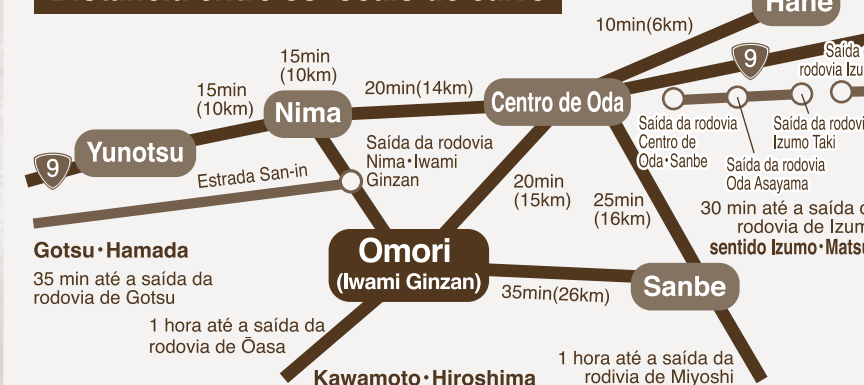 Hane
10min(6km)
15min
(10km)
9
Saída
rodovia Izu
15min
(10km)
20min(14km)
Centro de Oda
Nima
Saída da rodovia
Centro de
Oda·Sanbe
Saída da rodovia
Izumo Taki
Saída da rodovia
Oda Asayama
Yunotsu
9
Saída da rodovia
Nima·Iwami
Ginzan
Estrada San-in
20min
(15km)
25min
(16km)
30 min até a saída
rodovia de Izum
sentido Izumo·Matsu
Gotsu·Hamada
35 min até a saída da
rodovia de Gotsu
Omori
(Iwami Ginzan)
35min(26km)
Sanbe
1 hora até a saída da
rodovia de Ōasa
Kawamoto·Hiroshima
1 hora até a saída da
rodivia de Miyoshi